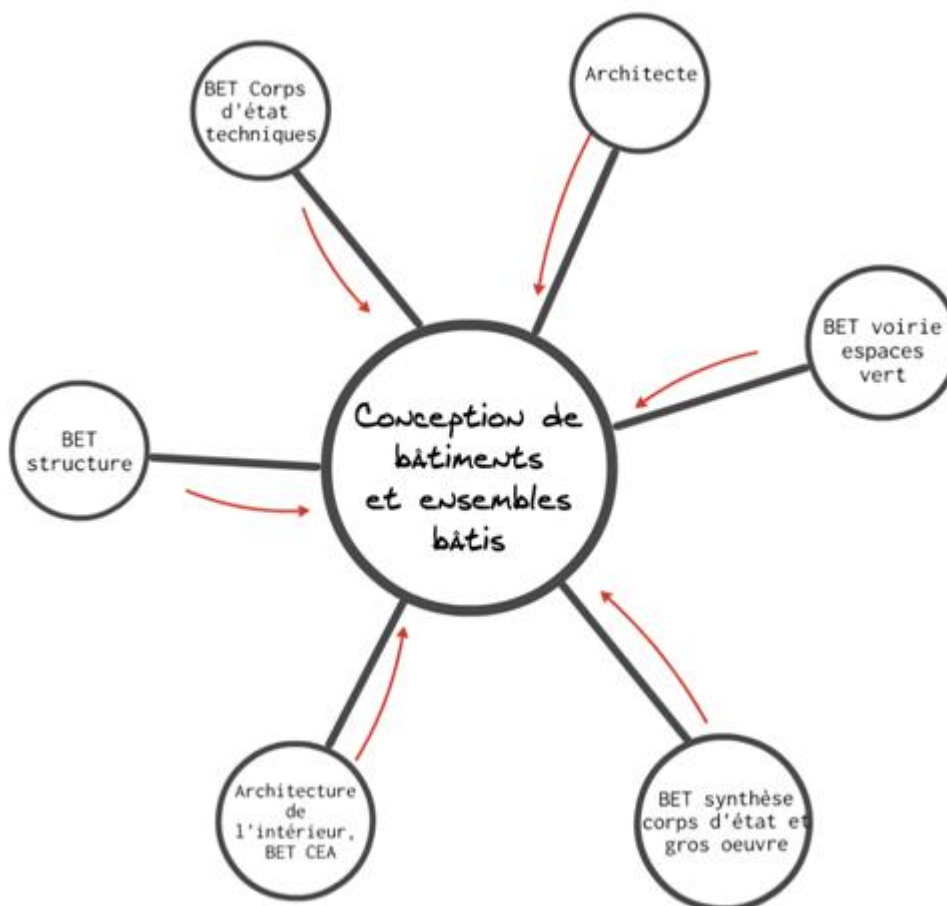 BET Corps
d'état
techniques
Architecte
BET voirie
espaces
vert
Conception de
bâtiments
et ensembles
bâtis
BET
structure
Architecture
de
l'intérieur,
BET CEA
BET synthèse
corps d'état et
gros oeuvre